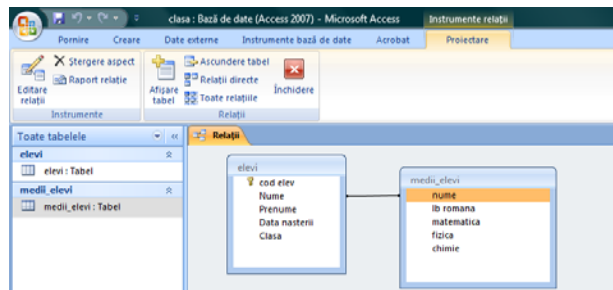 clasa : Bază de date (Access 2007) - Microsoft Access
Instrumente relații
Pornire Creare Date externe Instrumente bază de date Acrobat Proiectare
Editare relații
Ștergere aspect
Raport relație
Instrumente
Afișare tabel
Ascundere tabel
Relații directe
Toate relațiile
Închidere
Relații
Toate tabelele
elevi
elevi : Tabel
medii_elevi
medii_elevi : Tabel
Relații
elevi
cod elev
Nume
Prenume
Data nasterii
Clasa
medii_elevi
nume
lb romana
matematica
fizica
chimie